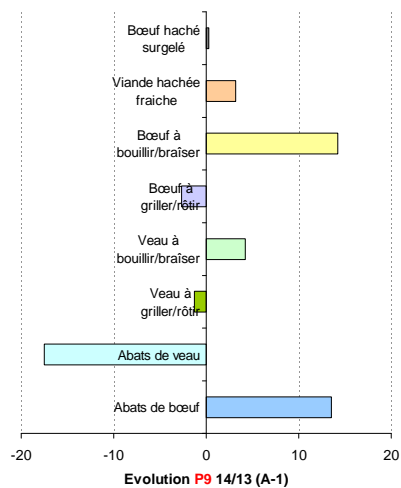 Bœuf haché
surgelé
Viande hachée
fraiche
Bœuf à
bouillir/braîser
Bœuf à
griller/rôtir
Veau à
bouillir/braîser
Veau à
griller/rôtir
Abats de veau
Abats de bœuf
-20 -10 0 10 20
Evolution P9 14/13 (A-1)